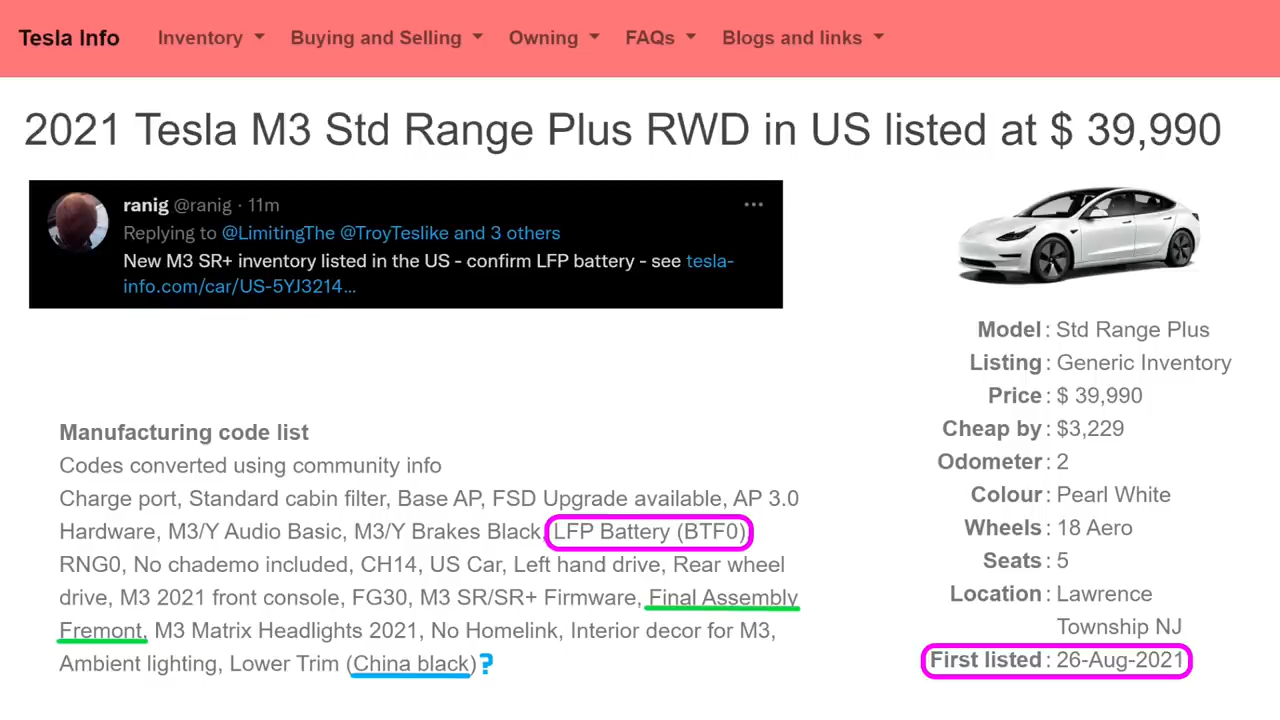 Tesla Info Inventory Buying and Selling Owning FAQs Blogs and links
2021 Tesla M3 Std Range Plus RWD in US listed at $ 39,990
ranig @ranig · 11m
Replying to @LimitingThe @TroyTeslike and 3 others
New M3 SR+ inventory listed in the US - confirm LFP battery - see tesla-
info.com/car/US-5YJ3214...
Manufacturing code list
Codes converted using community info
Charge port, Standard cabin filter, Base AP, FSD Upgrade available, AP 3.0
Hardware, M3/Y Audio Basic, M3/Y Brakes Black, LFP Battery (BTF0),
RNG0, No chademo included, CH14, US Car, Left hand drive, Rear wheel
drive, M3 2021 front console, FG30, M3 SR/SR+ Firmware, Final Assembly
Fremont, M3 Matrix Headlights 2021, No Homelink, Interior decor for M3,
Ambient lighting, Lower Trim (China black) ?
Model : Std Range Plus
Listing : Generic Inventory
Price : $ 39,990
Cheap by : $3,229
Odometer : 2
Colour : Pearl White
Wheels : 18 Aero
Seats : 5
Location : Lawrence
Township NJ
First listed : 26-Aug-2021